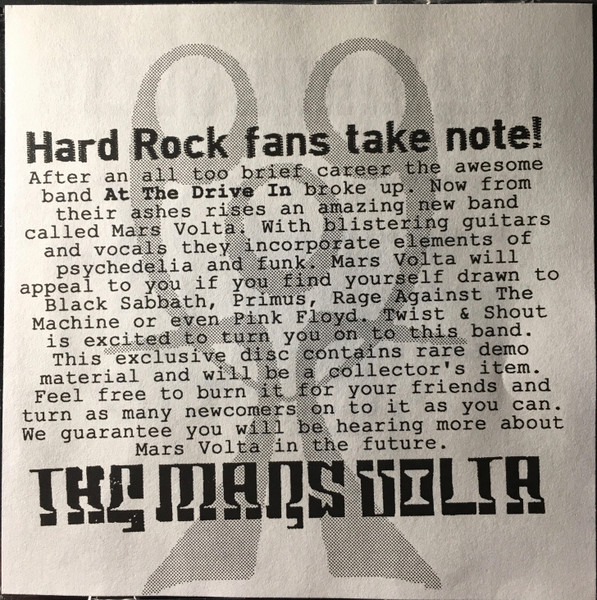 Hard Rock fans take note!
After an all too brief career the awesome
band At The Drive In broke up. Now from
their ashes rises an amazing new band
called Mars Volta. With blistering guitars
and vocals they incorporate elements of
psychedelia and funk. Mars Volta will
appeal to you if you find yourself drawn to
Black Sabbath, Primus, Rage Against The
Machine or even Pink Floyd. Twist & Shout
is excited to turn you on to this band.
This exclusive disc contains rare demo
material and will be a collector's item.
Feel free to burn it for your friends and
turn as many newcomers on to it as you can.
We guarantee you will be hearing more about
Mars Volta in the future.
THE MARS VOLTA